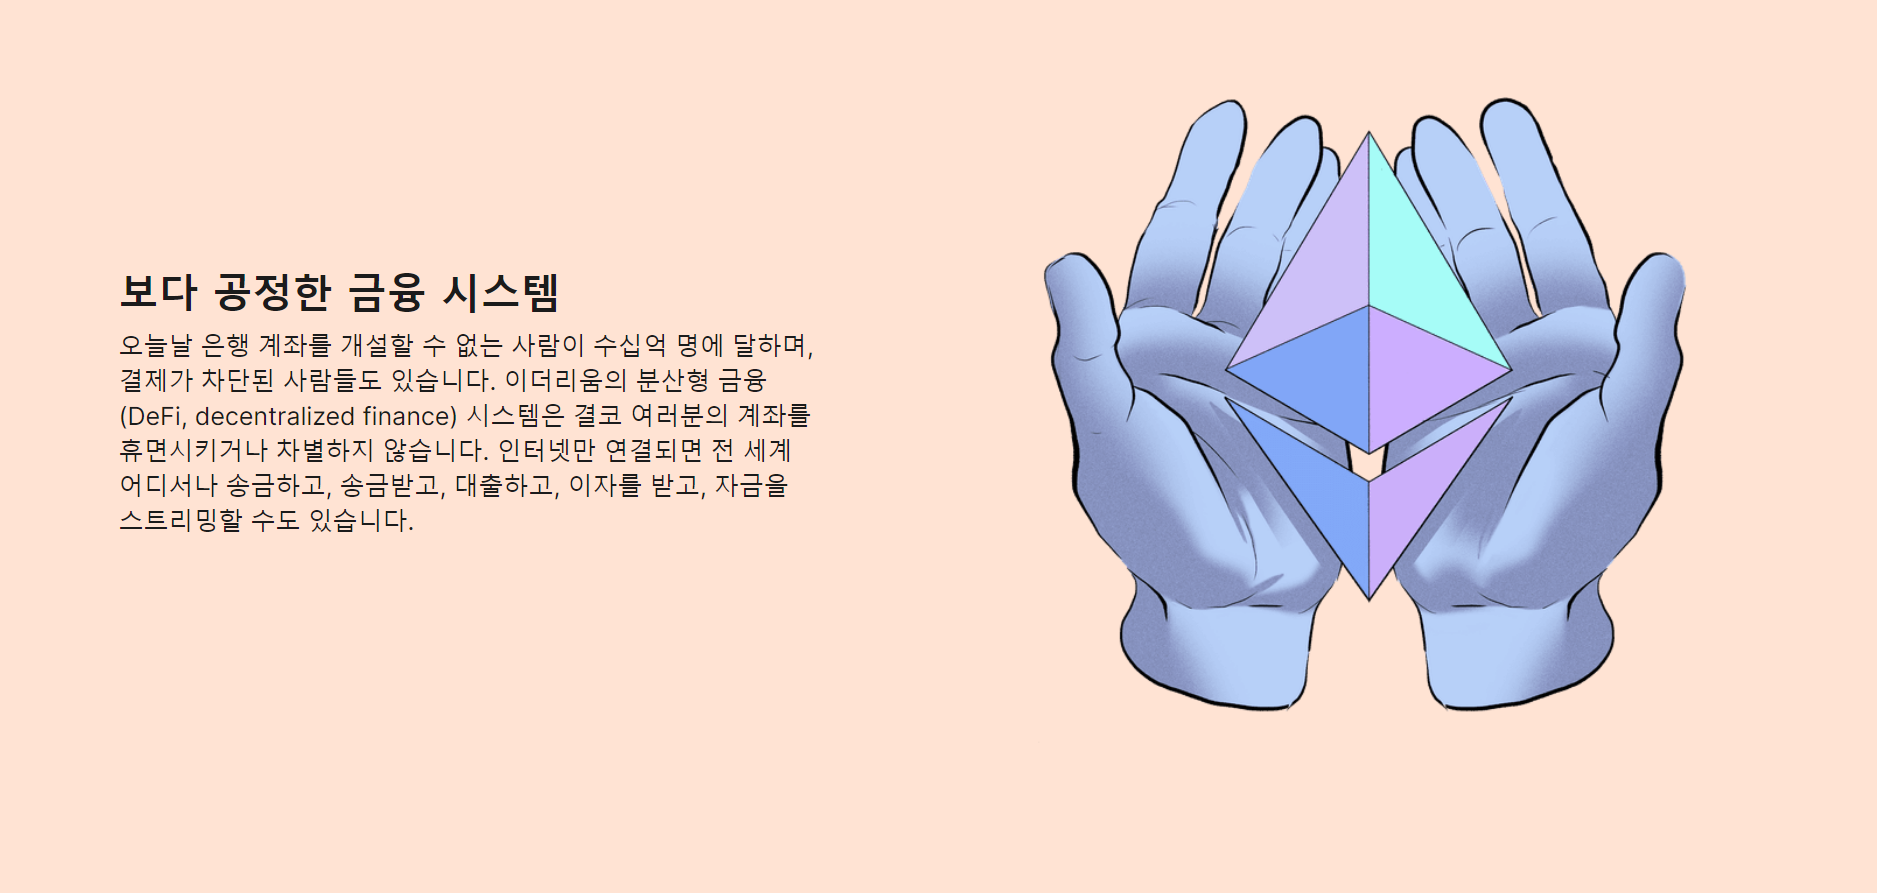 보다 공정한 금융 시스템
오늘날 은행 계좌를 개설할 수 없는 사람이 수십억 명에 달하며,
결제가 차단된 사람들도 있습니다. 이더리움의 분산형 금융
(DeFi, decentralized finance) 시스템은 결코 여러분의 계좌를
휴면시키거나 차별하지 않습니다. 인터넷만 연결되면 전 세계
어디서나 송금하고, 송금받고, 대출하고, 이자를 받고, 자금을
스트리밍할 수도 있습니다.